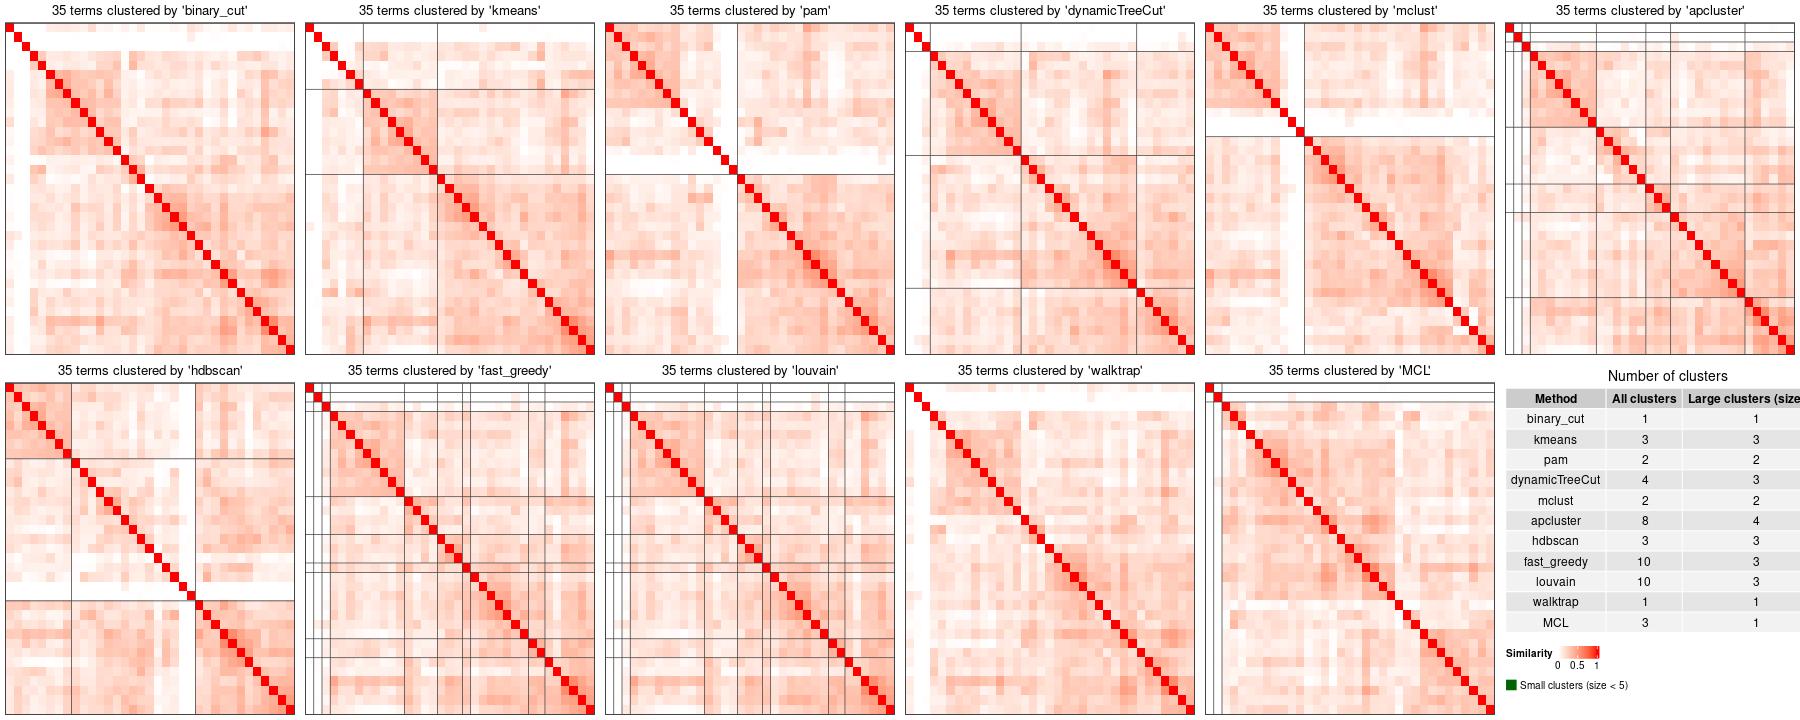 35 terms clustered by 'binary_cut'
35 terms clustered by 'kmeans'
35 terms clustered by 'pam'
35 terms clustered by 'dynamicTreeCut'
35 terms clustered by 'mclust'
35 terms clustered by 'apcluster'
35 terms clustered by 'hdbscan'
35 terms clustered by 'fast_greedy'
35 terms clustered by 'louvain'
35 terms clustered by 'walktrap'
35 terms clustered by 'MCL'
Number of clusters
Method All clusters Large clusters (size
binary_cut 1 1
kmeans 3 3
pam 2 2
dynamicTreeCut 4 3
mclust 2 2
apcluster 8 4
hdbscan 3 3
fast_greedy 10 3
louvain 10 3
walktrap 1 1
MCL 3 1
Similarity
0 0.5 1
Small clusters (size < 5)